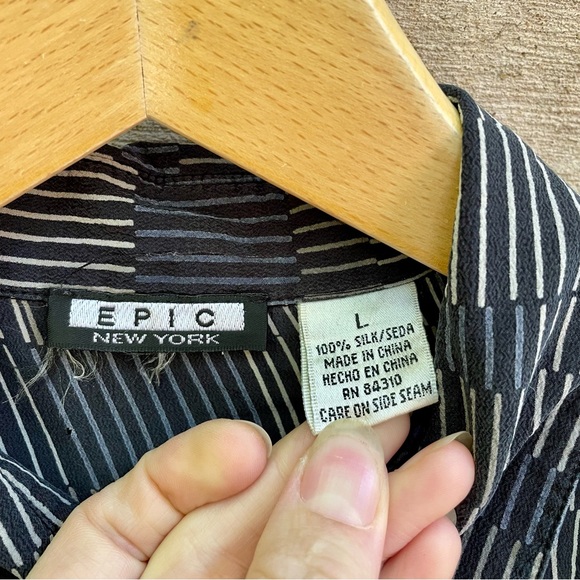 EPIC
NEW YORK
L
100% SILK/SEDA
MADE IN CHINA
HECHO EN CHINA
RN 84310
CARE ON SIDE SEAM